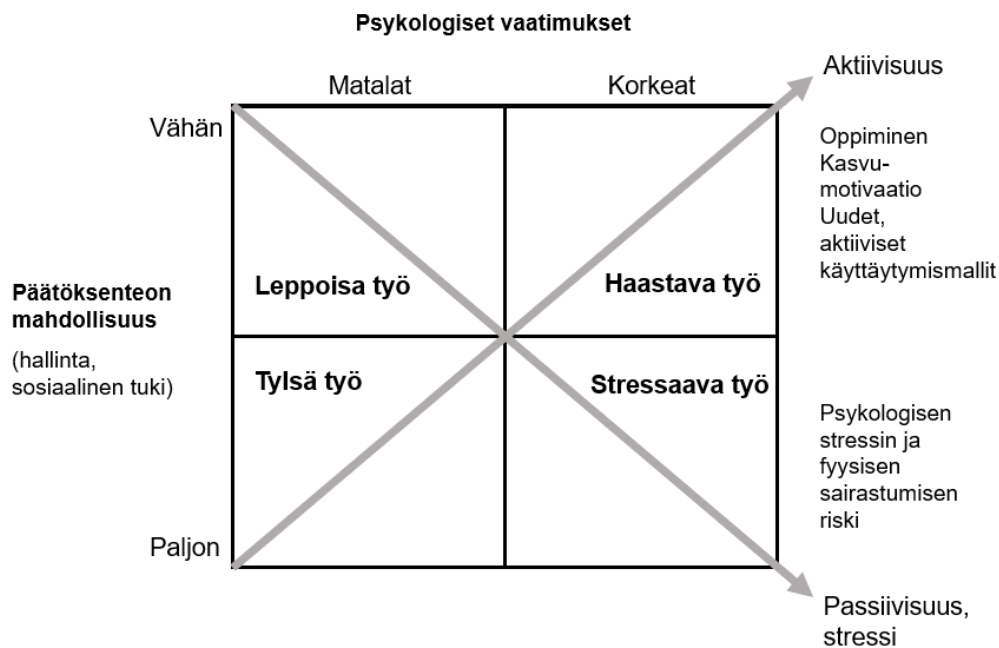 Psykologiset vaatimukset
Matalat
Korkeat
Aktiivisuus
Vähän
Oppiminen
Kasvu-
motivaatio
Uudet,
aktiiviset
käyttäytymismallit
Leppoisa työ
Haastava työ
Päätöksenteon
mahdollisuus
(hallinta,
sosiaalinen tuki)
Tylsä työ
Stressaava työ
Psykologisen
stressin ja
fyysisen
sairastumisen
riski
Paljon
Passiivisuus,
stressi